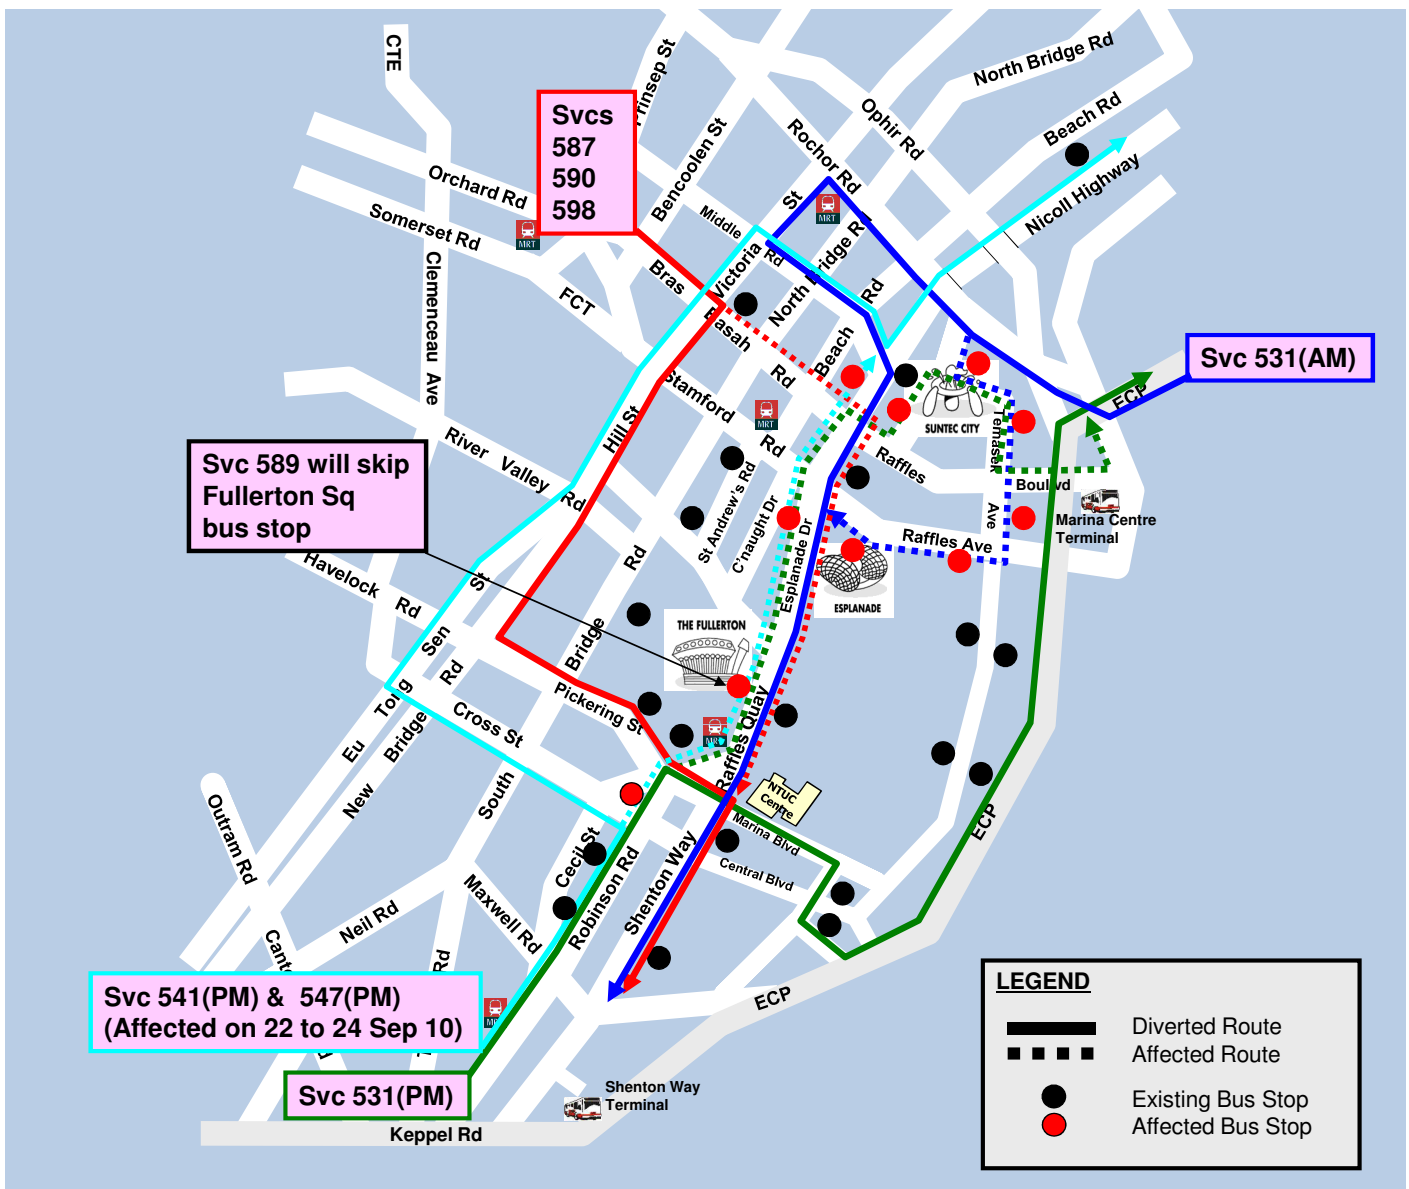 CTE
Prinsep St
North Bridge Rd
Svcs
587
590
598
Ophir Rd
Beach Rd
Rochor Rd
Bencoolen St
Orchard Rd
Nicoll Highway
MRT
St
Middle
Rd
Somerset Rd
MRT
Clemenceau Ave
Victoria
North Bridge Rd
Bras
Basah
Rd
FCT
Beach
Rd
Svc 531(AM)
ECP
Stamford
Rd
MRT
SUNTEC CITY
Temasek
Ave
Hill St
River Valley Rd
Raffles
Boulvd
Svc 589 will skip
Fullerton Sq
bus stop
St Andrew's Rd
C'naught Dr
Esplanade Dr
Marina Centre
Terminal
Raffles Ave
Havelock Rd
ESPLANADE
THE FULLERTON
Eu Tong Sen St
New Bridge Rd
South Bridge Rd
Pickering St
Cross St
MRT
Raffles Quay
NTUC
Centre
Marina Blvd
Central Blvd
Outram Rd
Cecil St
Robinson Rd
Shenton Way
Maxwell Rd
Neil Rd
ECP
Rd
ECP
Svc 541(PM) & 547(PM)
(Affected on 22 to 24 Sep 10)
MRT
Svc 531(PM)
Shenton Way
Terminal
Keppel Rd
LEGEND
Diverted Route
Affected Route
Existing Bus Stop
Affected Bus Stop